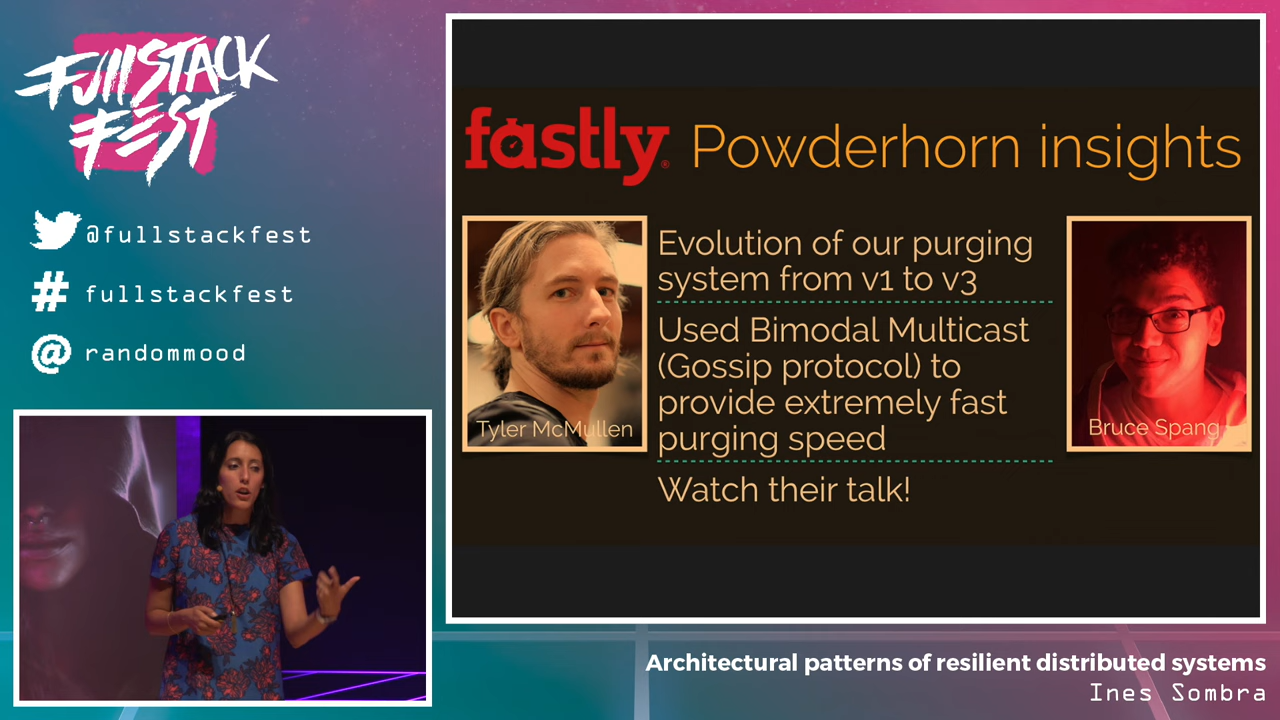 FullSTACK
FEST
@fullstackfest
# fullstackfest
@ randommood
fastly® Powderhorn insights
Tyler McMullen
Evolution of our purging
system from v1 to v3
Used Bimodal Multicast
(Gossip protocol) to
provide extremely fast
purging speed
Watch their talk!
Bruce Spang
Architectural patterns of resilient distributed systems
Ines Sombra